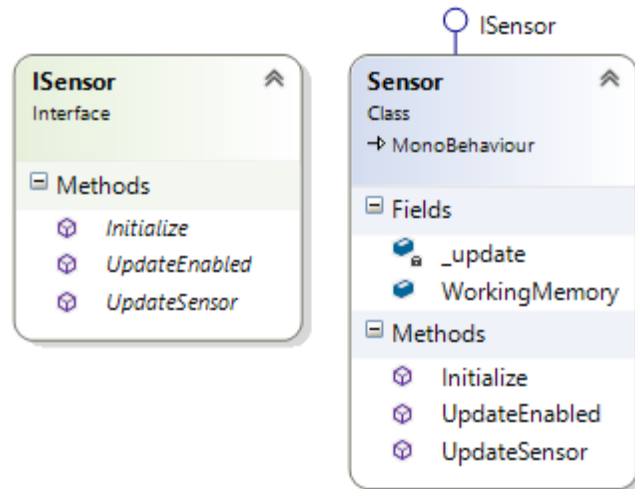 ISensor
Interface
Methods
Initialize
UpdateEnabled
UpdateSensor
ISensor
Sensor
Class
MonoBehaviour
Fields
_update
WorkingMemory
Methods
Initialize
UpdateEnabled
UpdateSensor